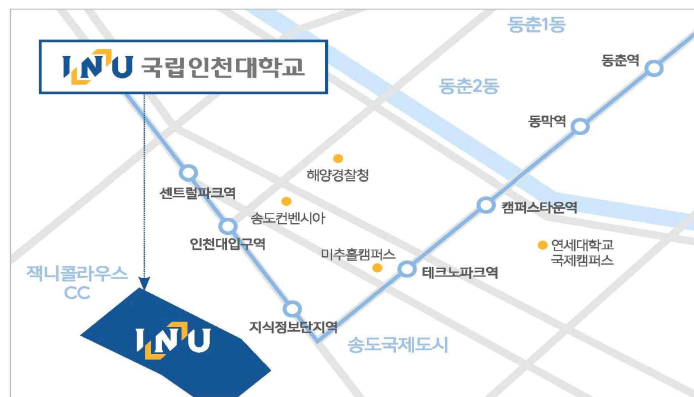 동춘1동
INU 국립인천대학교
동춘역
동춘2동
동막역
해양경찰청
센트럴파크역
송도컨벤시아
캠퍼스타운역
인천대입구역
연세대학교
국제캠퍼스
미추홀캠퍼스
잭니콜라우스
CC
테크노파크역
지식정보단지역
INU
송도국제도시